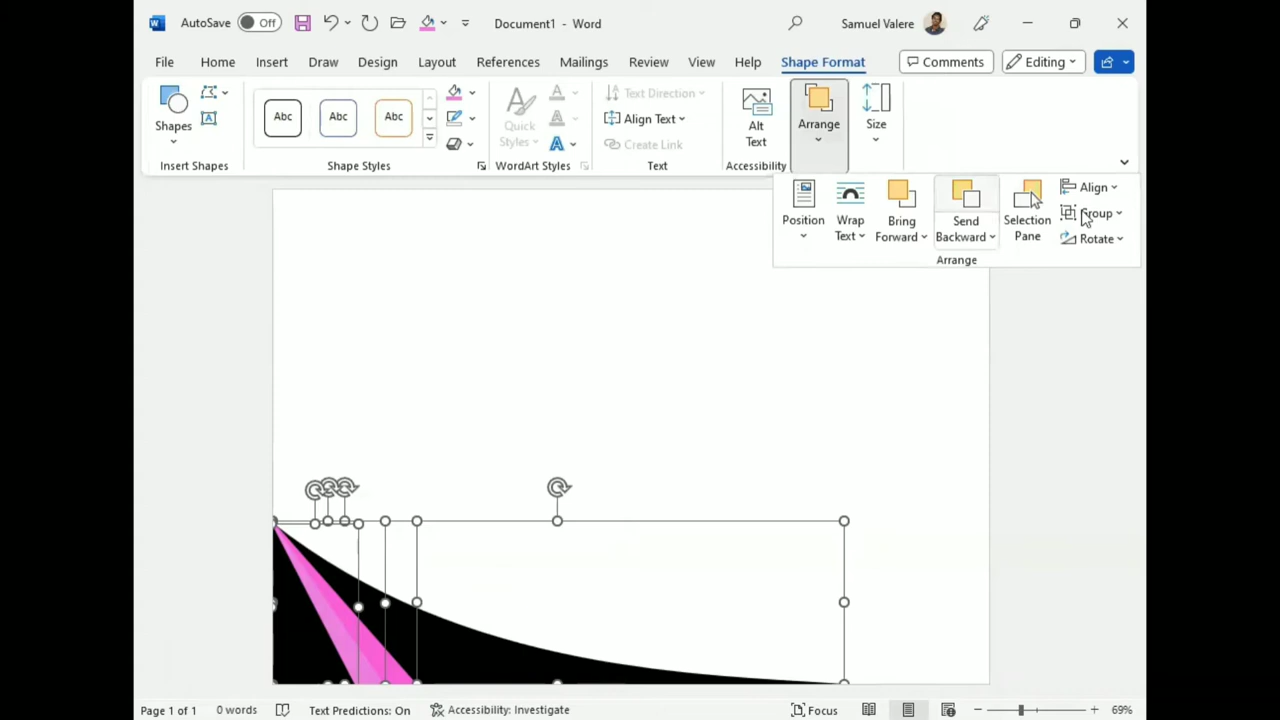 AutoSave Off Document1 - Word Samuel Valere
File Home Insert Draw Design Layout References Mailings Review View Help Shape Format Comments Editing
Shapes
Abc Abc Abc
Quick
Styles
Text Direction
Align Text
Create Link
Alt
Text
Arrange
Size
Insert Shapes Shape Styles WordArt Styles Text Accessibility
Position
Wrap
Text
Bring
Forward
Send
Backward
Selection
Pane
Align
Group
Rotate
Arrange
Page 1 of 1 0 words Text Predictions: On Accessibility: Investigate Focus 69%